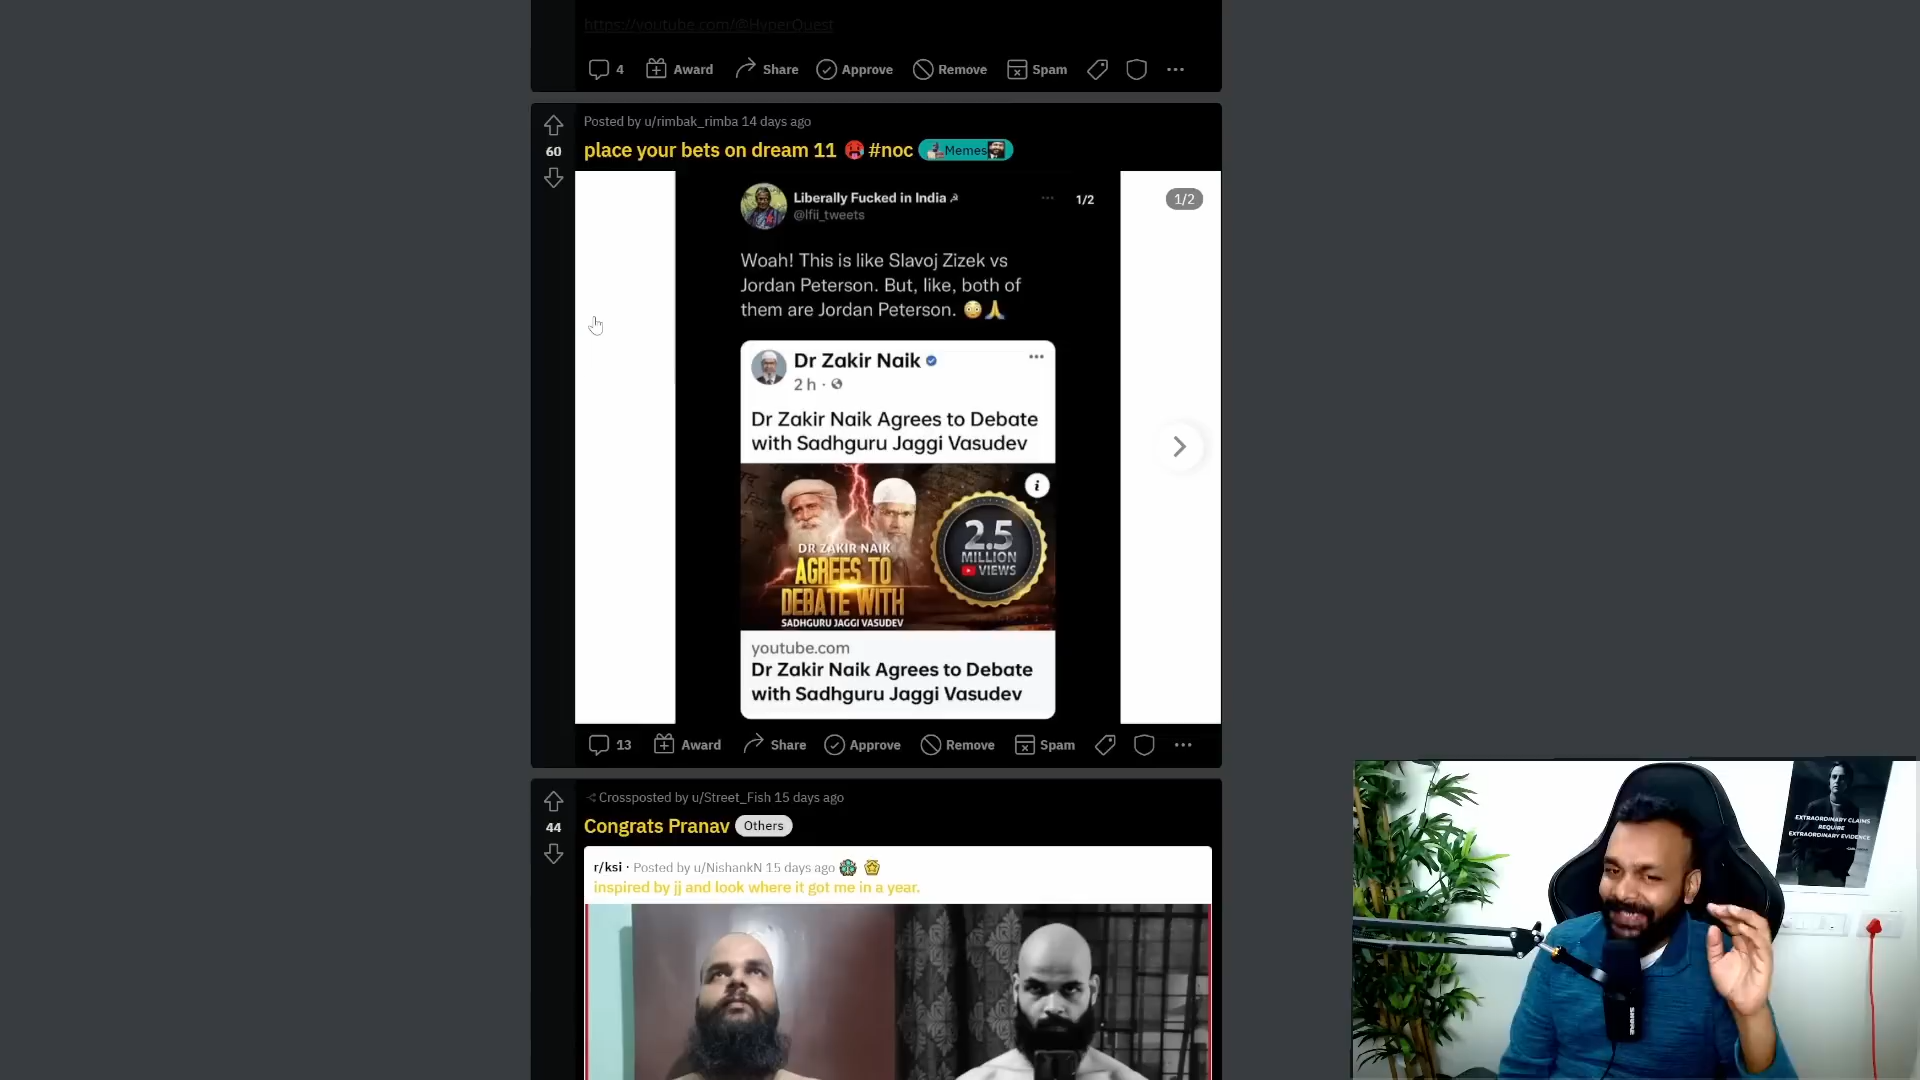 https://youtube.com/@HyperQuest
4 Award Share Approve Remove Spam
Posted by u/rimbak_rimba 14 days ago
60
place your bets on dream 11 🥵 #noc Memes
Liberally Fucked in India
@lfii_tweets
1/2
1/2
Woah! This is like Slavoj Zizek vs
Jordan Peterson. But, like, both of
them are Jordan Peterson. 😳🙏
Dr Zakir Naik
2 h ·
Dr Zakir Naik Agrees to Debate
with Sadhguru Jaggi Vasudev
DR ZAKIR NAIK
AGREES TO
DEBATE WITH
SADHGURU JAGGI VASUDEV
2.5
MILLION
VIEWS
youtube.com
Dr Zakir Naik Agrees to Debate
with Sadhguru Jaggi Vasudev
13 Award Share Approve Remove Spam
Crossposted by u/Street_Fish 15 days ago
44
Congrats Pranav Others
r/ksi · Posted by u/NishankN 15 days ago
inspired by jj and look where it got me in a year.
EXTRAORDINARY CLAIMS
REQUIRE
EXTRAORDINARY EVIDENCE
SHURE